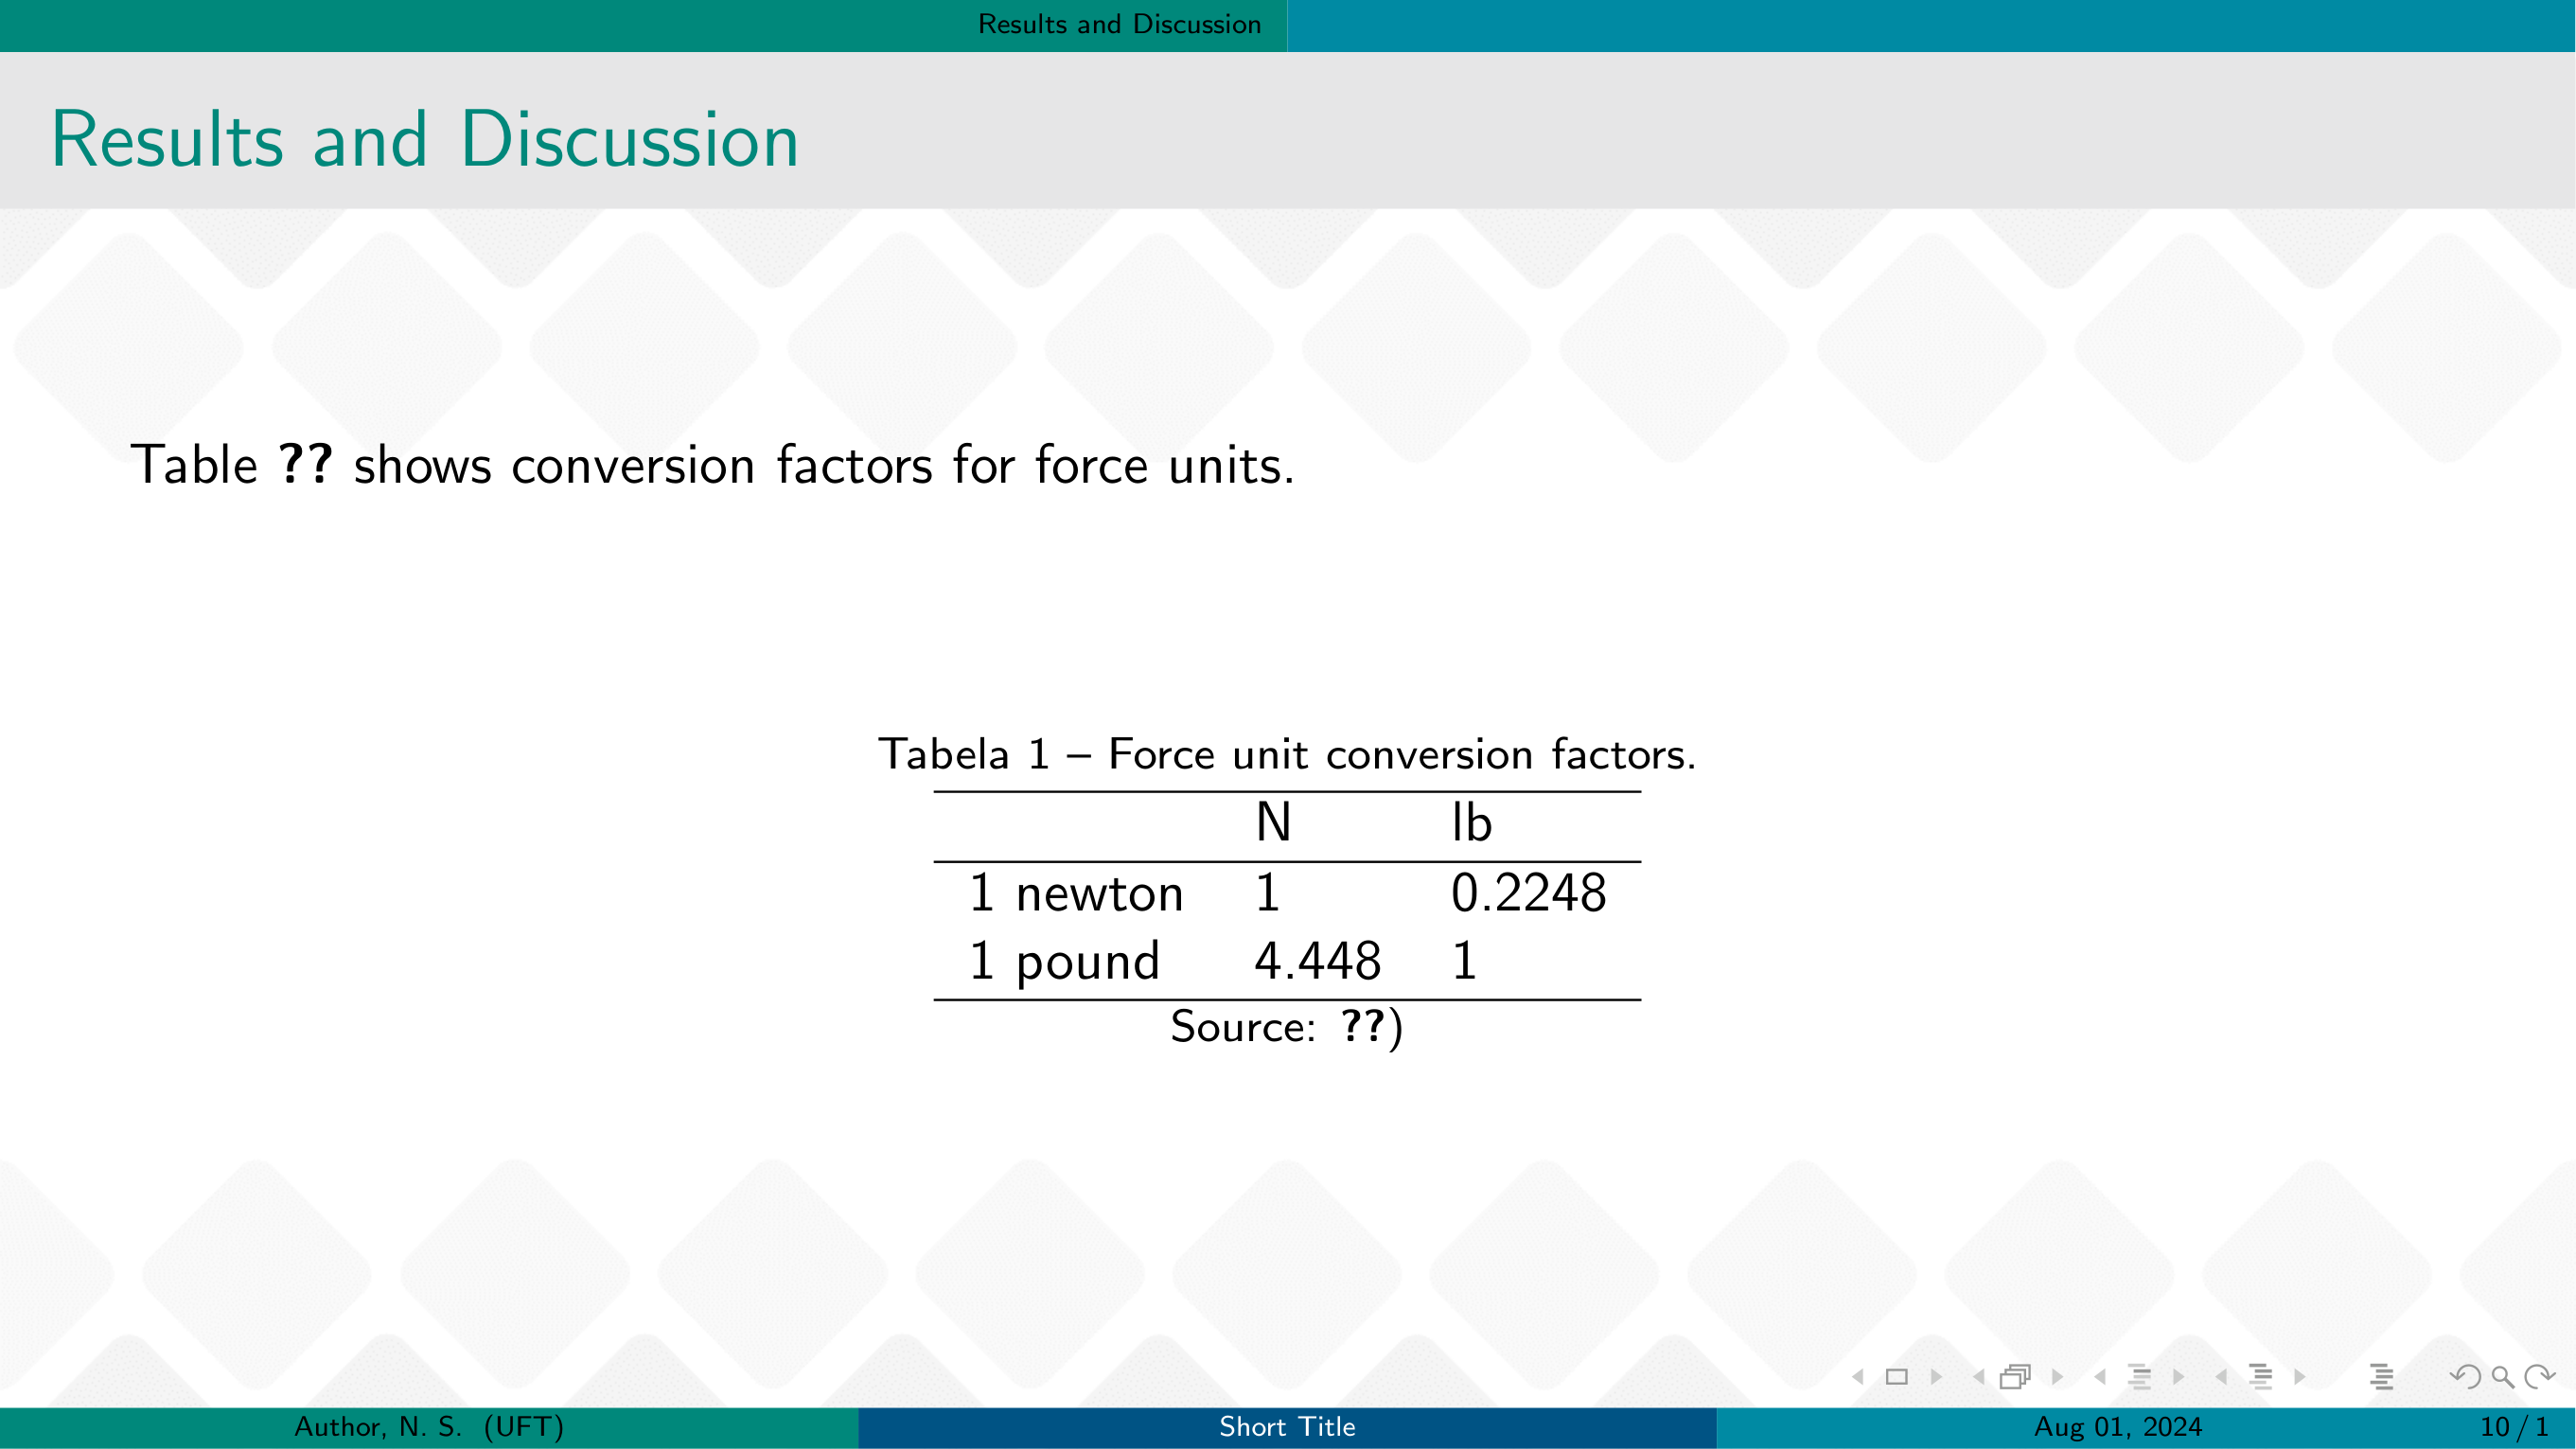 Results and Discussion
Results and Discussion
Table ?? shows conversion factors for force units.
Tabela 1 – Force unit conversion factors.
N lb
1 newton 1 0.2248
1 pound 4.448 1
Source: ??)
Author, N. S. (UFT) Short Title Aug 01, 2024 10 / 1